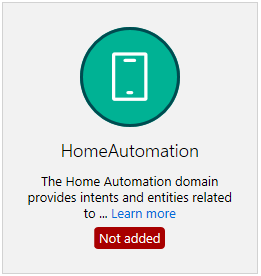 HomeAutomation
The Home Automation domain
provides intents and entities related
to ... Learn more
Not added